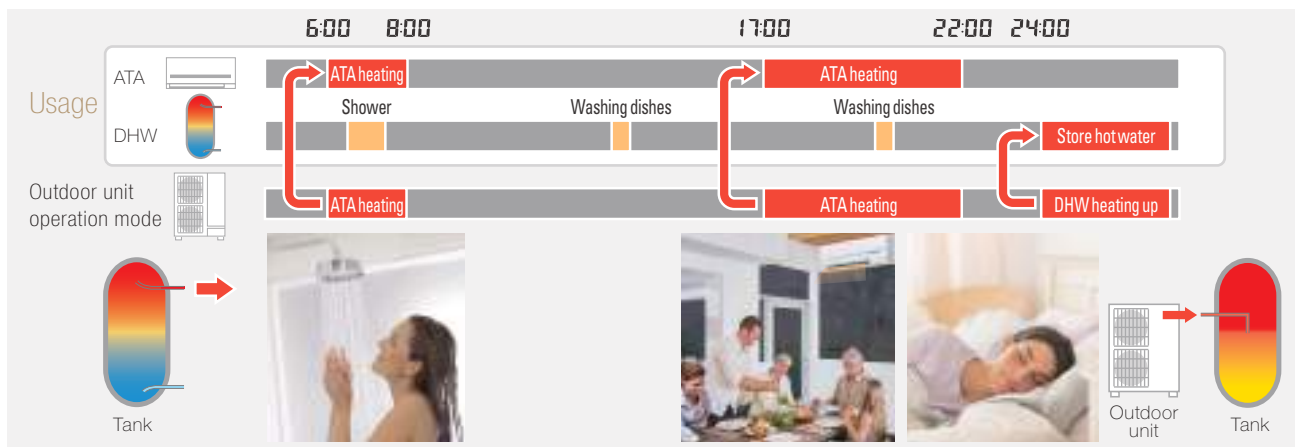 6:00 8:00 17:00 22:00 24:00
ATA ATA heating ATA heating
Usage
Shower Washing dishes Washing dishes
DHW Store hot water
Outdoor unit
operation mode
ATA heating ATA heating DHW heating up
Tank
Outdoor
unit
Tank